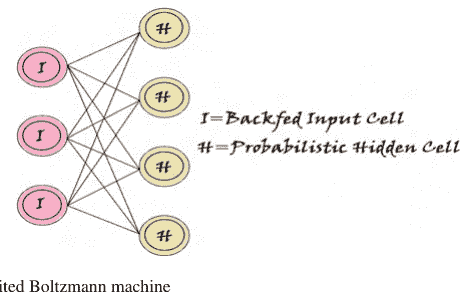 H
I
H
I=Backfed Input Cell
I
H=Probabilistic Hidden Cell
H
I
H
ited Boltzmann machine